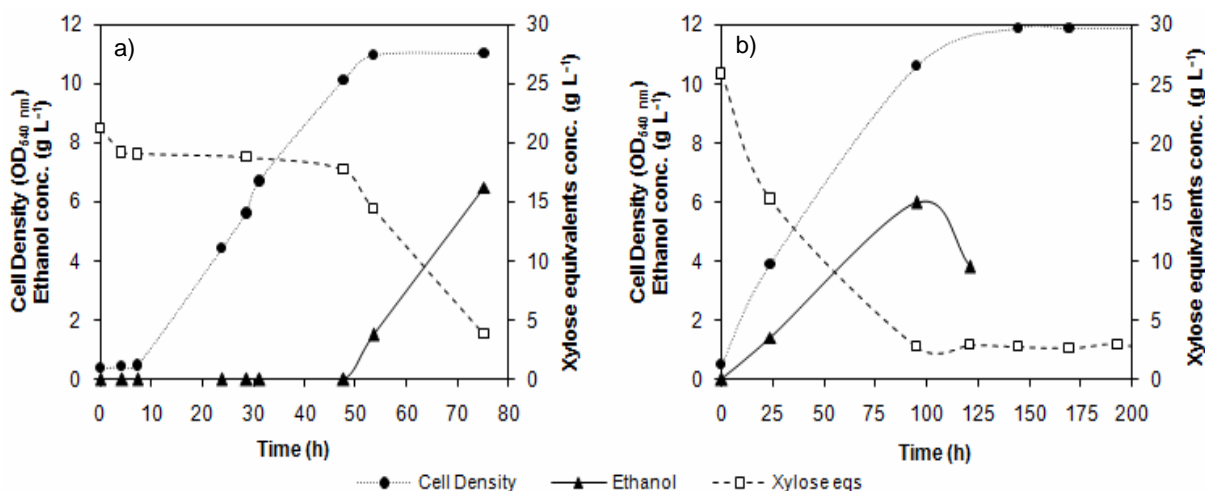 a)
Cell Density (OD₆₄₀ ₙₘ)
Ethanol conc. (g L⁻¹)
12
10
8
6
4
2
0
30
25
20
15
10
5
0
Xylose equivalents conc. (g L⁻¹)
0 10 20 30 40 50 60 70 80
Time (h)
b)
Cell Density (OD₆₄₀ ₙₘ)
Ethanol conc. (g L⁻¹)
12
10
8
6
4
2
0
30
25
20
15
10
5
0
Xylose equivalents conc. (g L⁻¹)
0 25 50 75 100 125 150 175 200
Time (h)
Cell Density Ethanol Xylose eqs